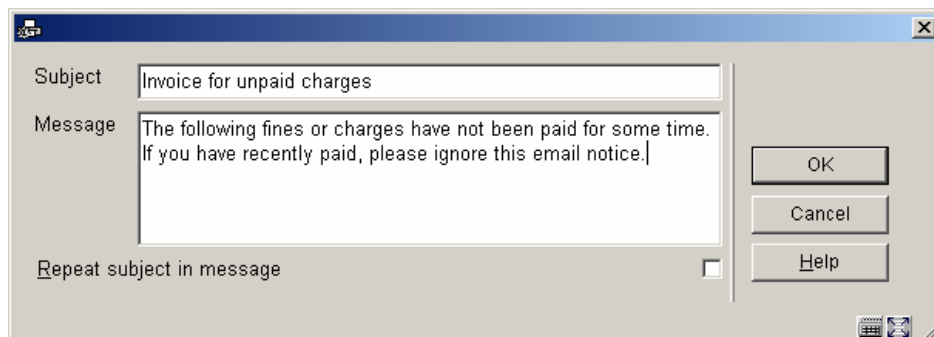 Subject
Invoice for unpaid charges
Message
The following fines or charges have not been paid for some time.
If you have recently paid, please ignore this email notice.
OK
Cancel
Repeat subject in message
Help